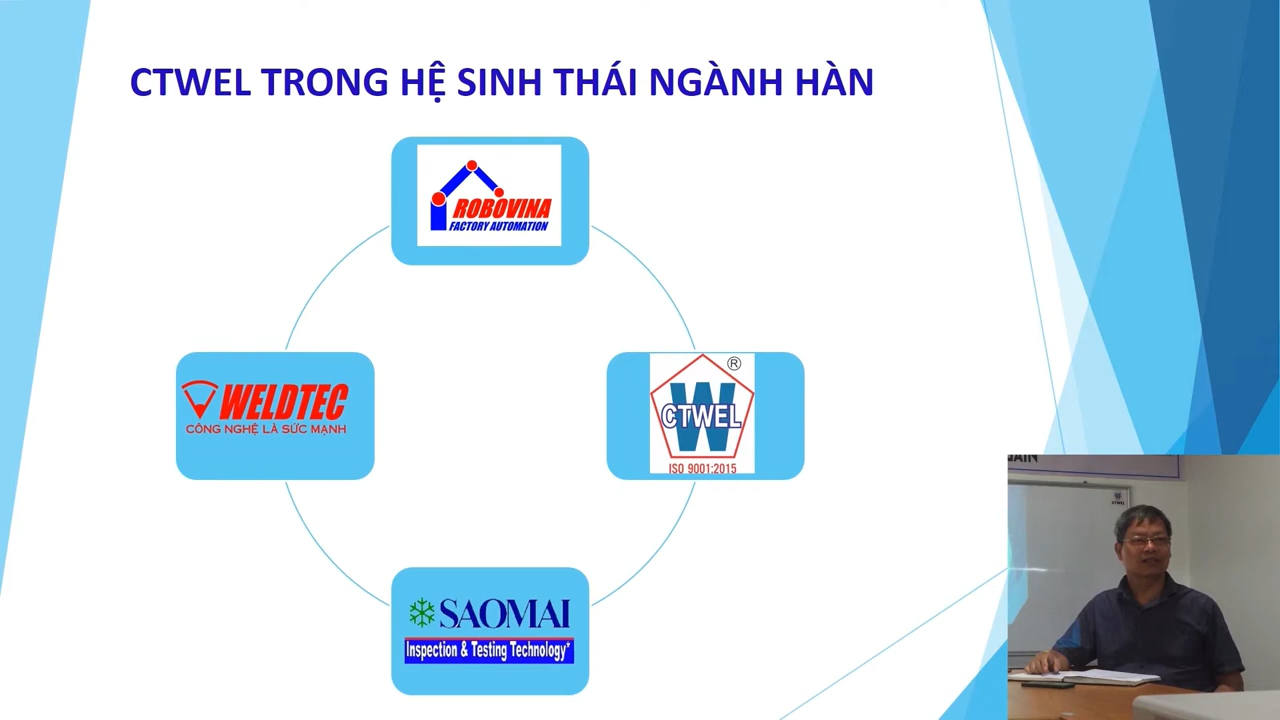 CTWEL TRONG HỆ SINH THÁI NGÀNH HÀN
ROBOVINA
FACTORY AUTOMATION
WELDTEC
CÔNG NGHỆ LÀ SỨC MẠNH
®
CTWEL
ISO 9001:2015
SAOMAI
Inspection & Testing Technology*
CTWEL